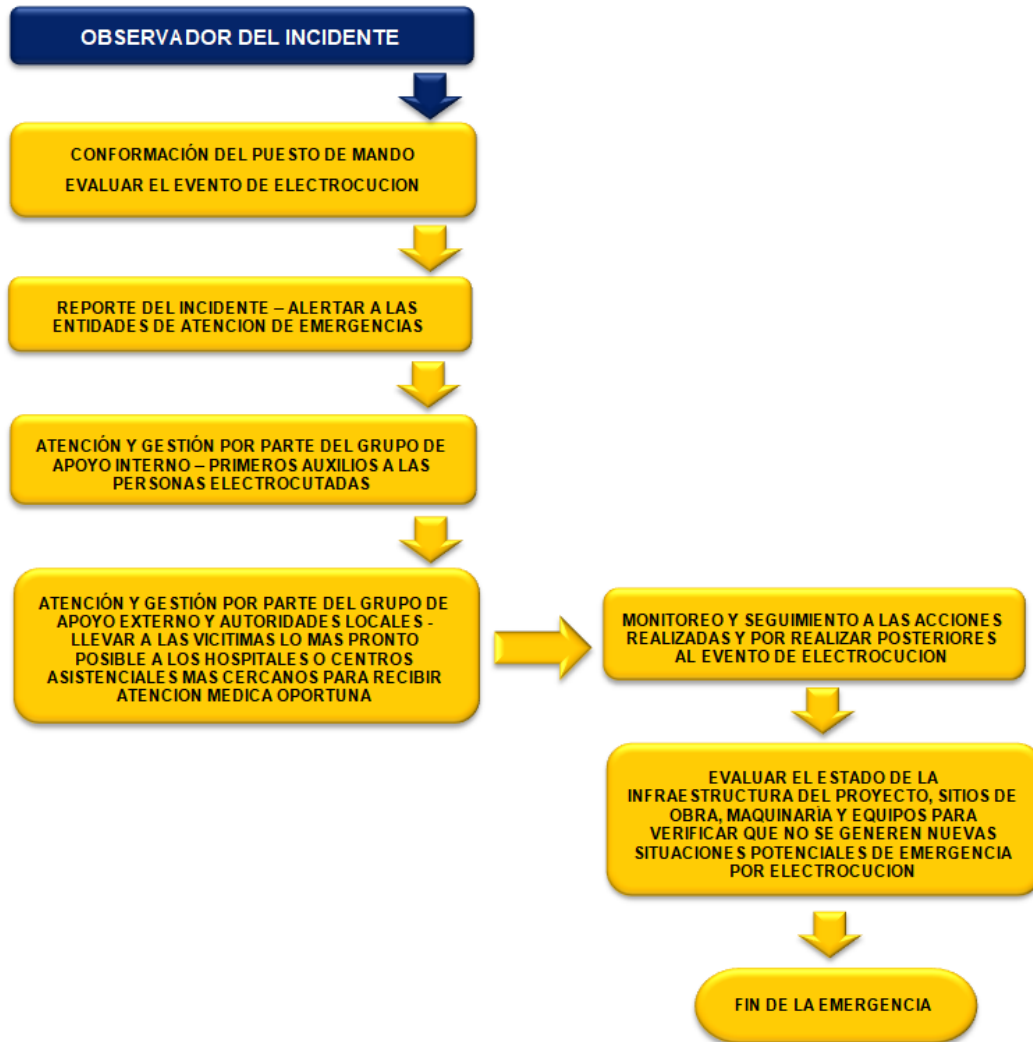 OBSERVADOR DEL INCIDENTE
CONFORMACIÓN DEL PUESTO DE MANDO
EVALUAR EL EVENTO DE ELECTROCUCION
REPORTE DEL INCIDENTE – ALERTAR A LAS
ENTIDADES DE ATENCION DE EMERGENCIAS
ATENCIÓN Y GESTIÓN POR PARTE DEL GRUPO DE
APOYO INTERNO – PRIMEROS AUXILIOS A LAS
PERSONAS ELECTROCUTADAS
ATENCIÓN Y GESTIÓN POR PARTE DEL GRUPO DE
APOYO EXTERNO Y AUTORIDADES LOCALES -
LLEVAR A LAS VICITIMAS LO MAS PRONTO
POSIBLE A LOS HOSPITALES O CENTROS
ASISTENCIALES MAS CERCANOS PARA RECIBIR
ATENCION MEDICA OPORTUNA
MONITOREO Y SEGUIMIENTO A LAS ACCIONES
REALIZADAS Y POR REALIZAR POSTERIORES
AL EVENTO DE ELECTROCUCION
EVALUAR EL ESTADO DE LA
INFRAESTRUCTURA DEL PROYECTO, SITIOS DE
OBRA, MAQUINARÍA Y EQUIPOS PARA
VERIFICAR QUE NO SE GENEREN NUEVAS
SITUACIONES POTENCIALES DE EMERGENCIA
POR ELECTROCUCION
FIN DE LA EMERGENCIA